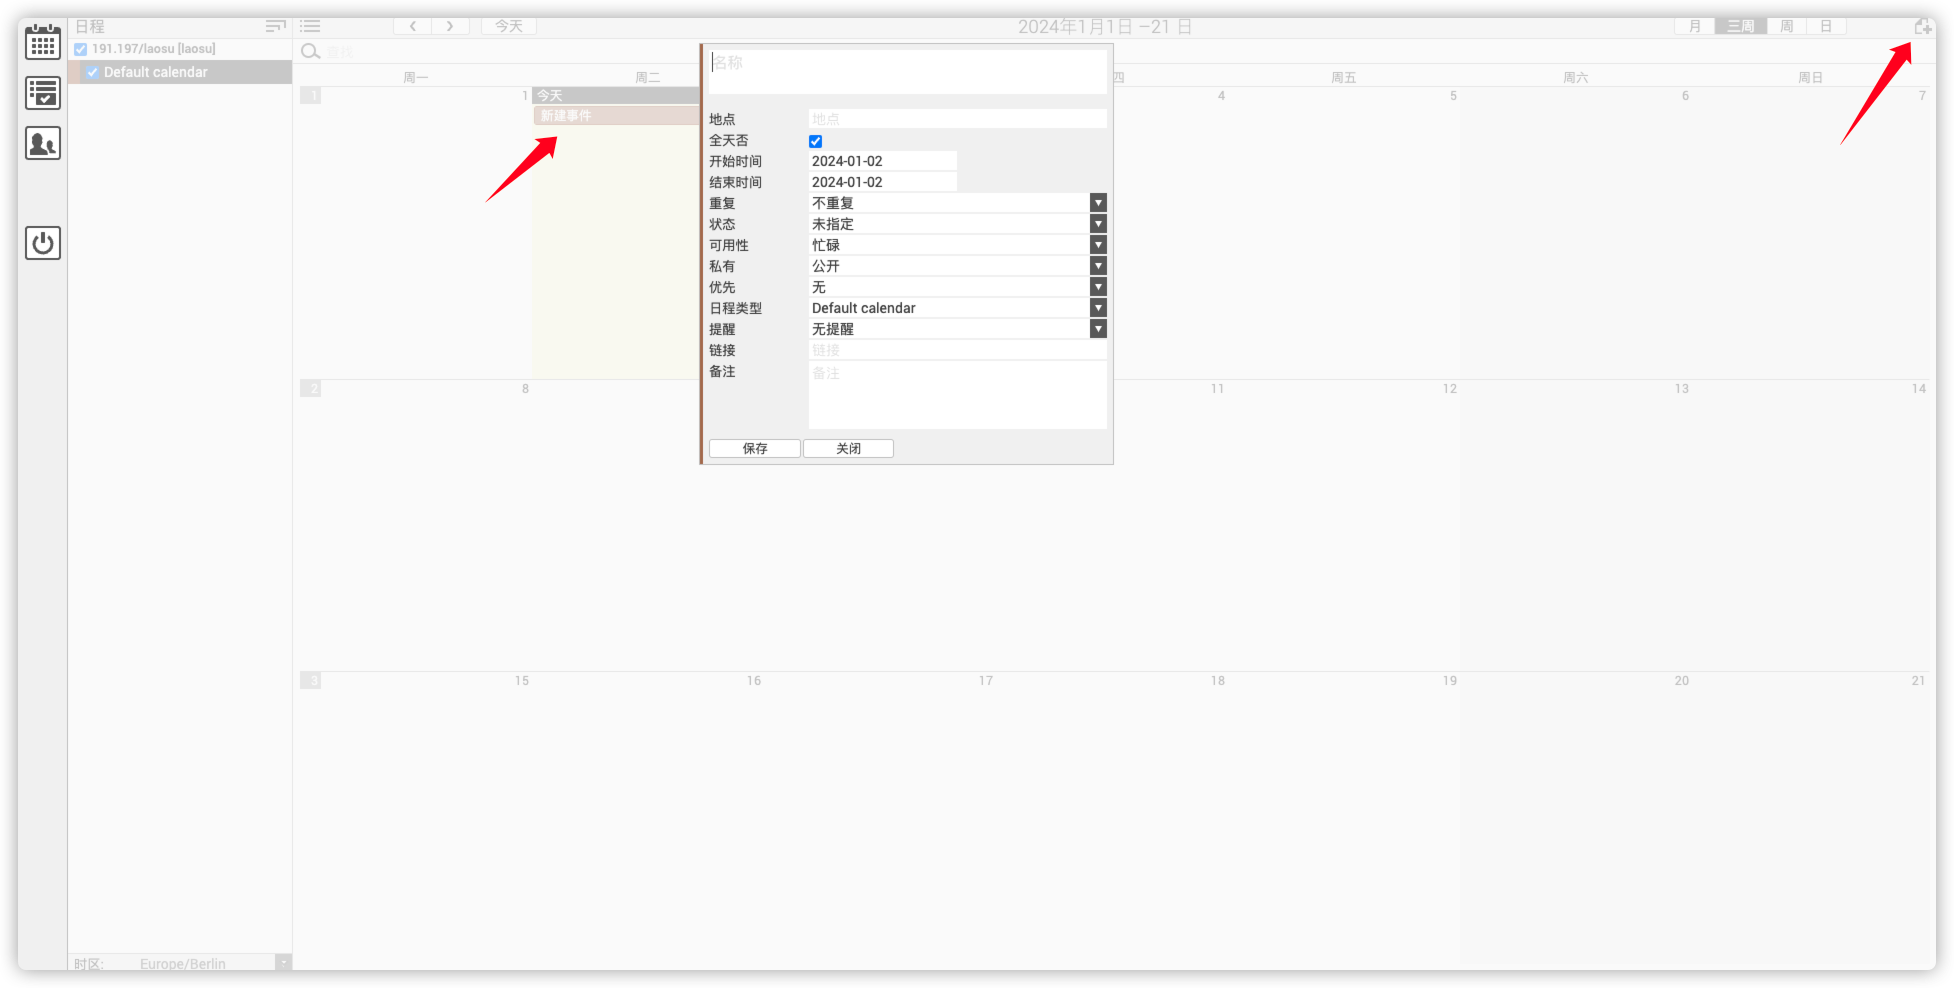 日程
今天
2024年1月1日 –21 日
月 三周 周 日
191.197/laosu [laosu]
查找
Default calendar
周一 周二 四 周五 周六 周日
1 1 今天 4 5 6 7
新建事件
名称
地点 地点
全天否
开始时间 2024-01-02
结束时间 2024-01-02
重复 不重复
状态 未指定
可用性 忙碌
私有 公开
优先 无
日程类型 Default calendar
提醒 无提醒
链接 链接
备注 备注
保存 关闭
2 8 11 12 13 14
3 15 16 17 18 19 20 21
时区: Europe/Berlin